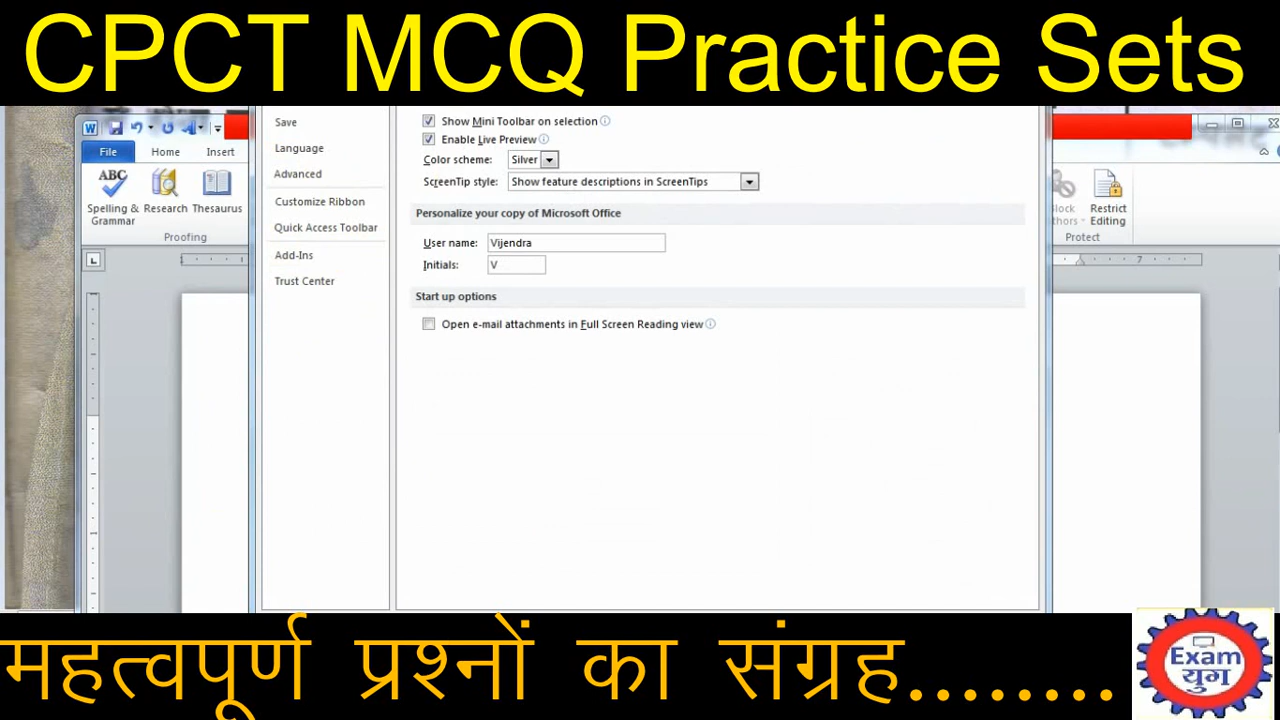 CPCT MCQ Practice Sets
W
File Home Insert
ABC
Spelling & Grammar Research Thesaurus
Proofing
Save
Language
Advanced
Customize Ribbon
Quick Access Toolbar
Add-Ins
Trust Center
Show Mini Toolbar on selection
Enable Live Preview
Color scheme: Silver
ScreenTip style: Show feature descriptions in ScreenTips
Personalize your copy of Microsoft Office
User name: Vijendra
Initials: V
Start up options
Open e-mail attachments in Full Screen Reading view
Restrict
Editing
Protect
7
महत्वपूर्ण प्रश्नों का संग्रह........
Exam
युग